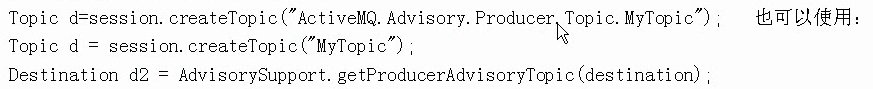 Topic d=session.createTopic("ActiveMQ.Advisory.Producer.Topic.MyTopic"); 也可以使用:
Topic d = session.createTopic("MyTopic");
Destination d2 = AdvisorySupport.getProducerAdvisoryTopic(destination);